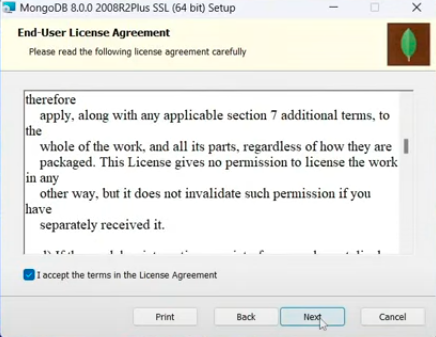 MongoDB 8.0.0 2008R2Plus SSL (64 bit) Setup
End-User License Agreement
Please read the following license agreement carefully
therefore
apply, along with any applicable section 7 additional terms, to
the
whole of the work, and all its parts, regardless of how they are
packaged. This License gives no permission to license the work
in any
other way, but it does not invalidate such permission if you
have
separately received it.
I accept the terms in the License Agreement
Print
Back
Next
Cancel